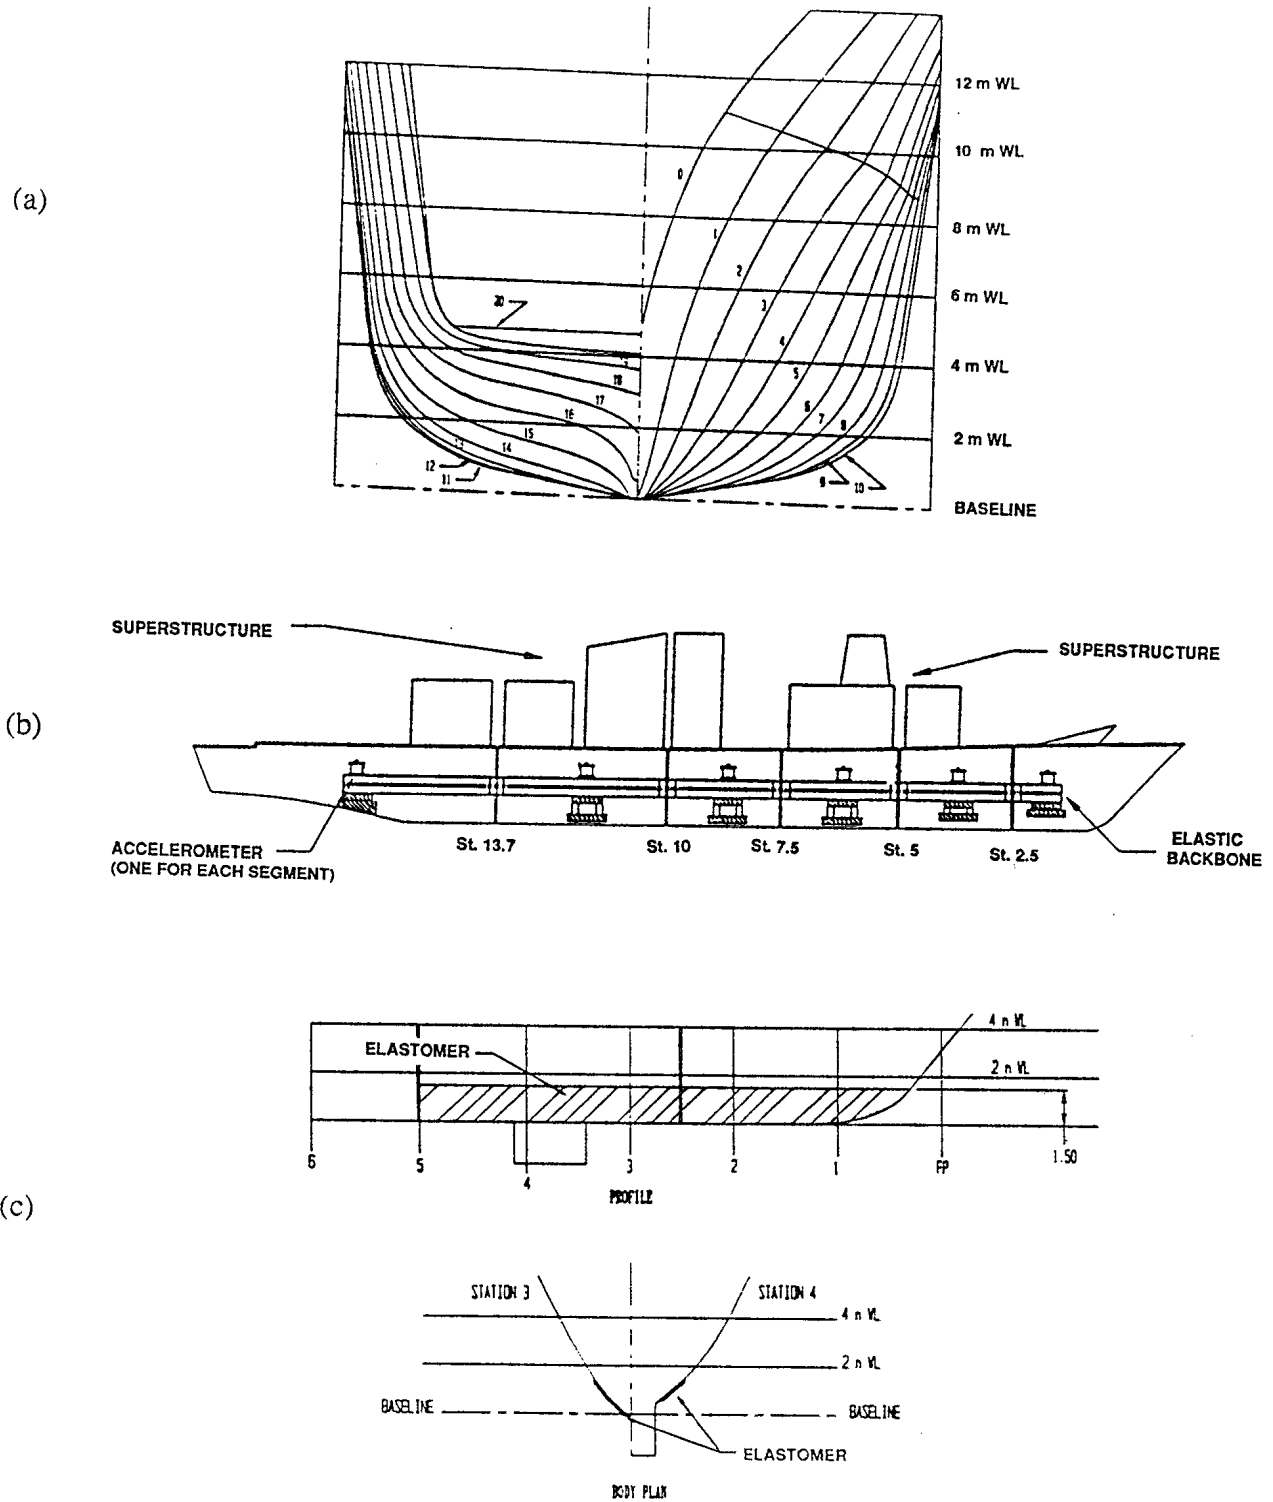 (a)
12 m WL
10 m WL
8 m WL
6 m WL
4 m WL
2 m WL
BASELINE
0
1
2
3
4
5
6
7
8
9
10
20
18
17
16
15
14
13
12
11
(b)
SUPERSTRUCTURE
SUPERSTRUCTURE
ACCELEROMETER
(ONE FOR EACH SEGMENT)
St. 13.7
St. 10
St. 7.5
St. 5
St. 2.5
ELASTIC
BACKBONE
(c)
ELASTOMER
4 n WL
2 n WL
6
5
4
3
2
1
FP
1.50
PROFILE
STATION 3
STATION 4
4 n WL
2 n WL
BASELINE
BASELINE
ELASTOMER
BODY PLAN